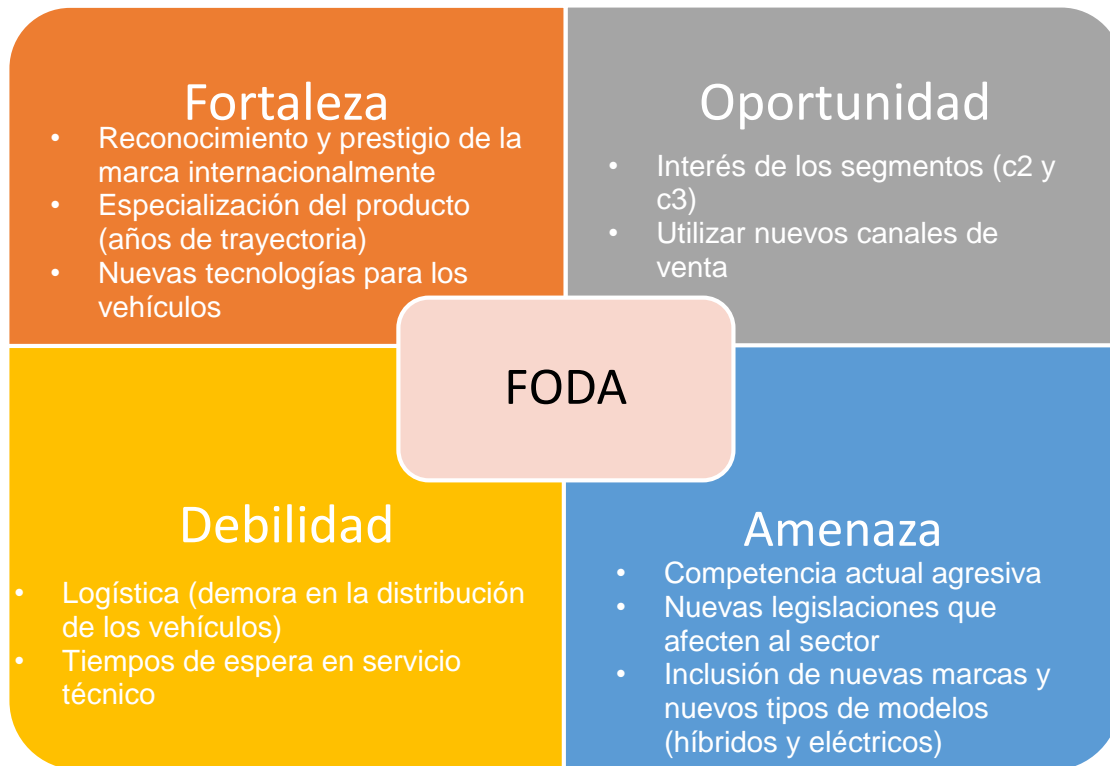 Fortaleza
• Reconocimiento y prestigio de la
marca internacionalmente
• Especialización del producto
(años de trayectoria)
• Nuevas tecnologías para los
vehículos
Oportunidad
• Interés de los segmentos (c2 y
c3)
• Utilizar nuevos canales de
venta
FODA
Debilidad
• Logística (demora en la distribución
de los vehículos)
• Tiempos de espera en servicio
técnico
Amenaza
• Competencia actual agresiva
• Nuevas legislaciones que
afecten al sector
• Inclusión de nuevas marcas y
nuevos tipos de modelos
(híbridos y eléctricos)